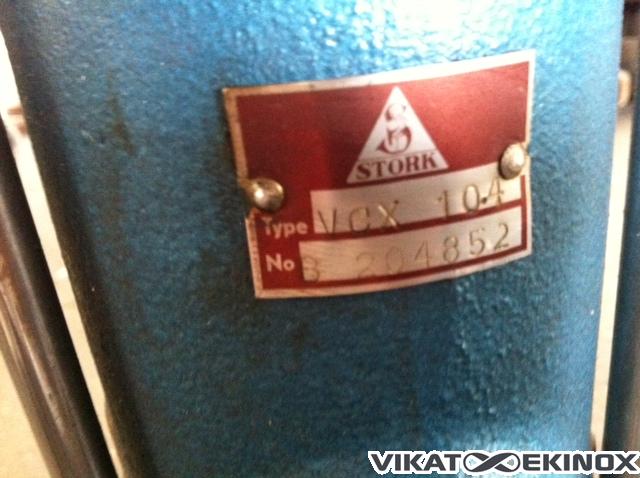 STORK
Type VCX 104
No B 204852
VIKAT EKINOX